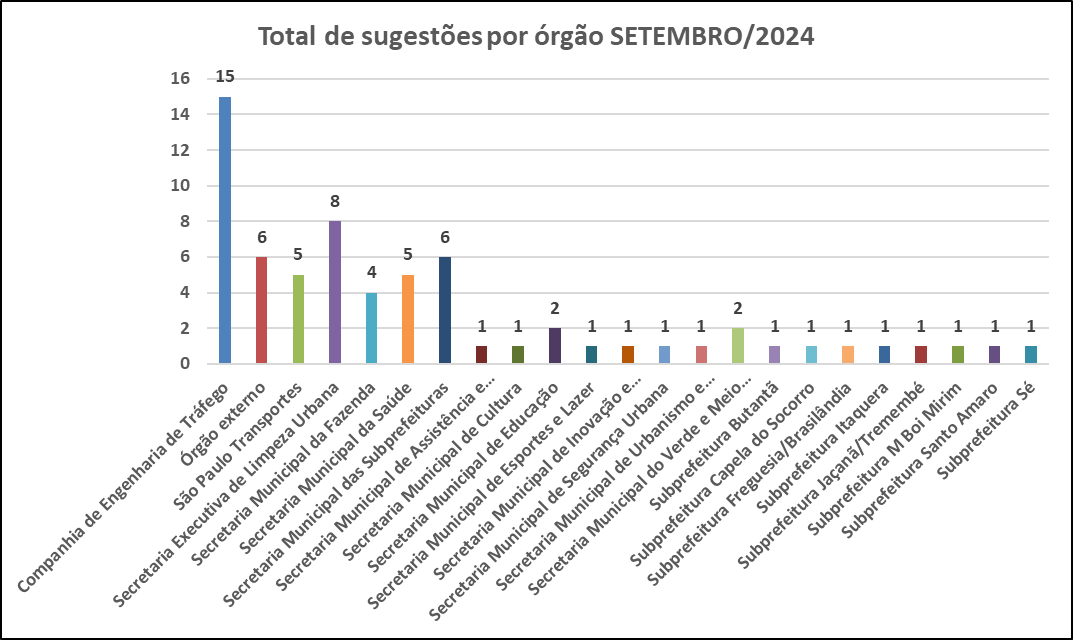 Total de sugestões por órgão SETEMBRO/2024
16
14
12
10
8
6
4
2
0
15
6
5
8
4
5
6
1
1
2
1
1
1
1
2
1
1
1
1
1
1
1
1
Companhia de Engenharia de Tráfego
Órgão externo
São Paulo Transportes
Secretaria Executiva de Limpeza Urbana
Secretaria Municipal da Fazenda
Secretaria Municipal da Saúde
Secretaria Municipal das Subprefeituras
Secretaria Municipal de Assistência e...
Secretaria Municipal de Cultura
Secretaria Municipal de Educação
Secretaria Municipal de Esportes e Lazer
Secretaria Municipal de Inovação e...
Secretaria Municipal de Segurança Urbana
Secretaria Municipal de Urbanismo e...
Secretaria Municipal do Verde e Meio...
Subprefeitura Butantã
Subprefeitura Capela do Socorro
Subprefeitura Freguesia/Brasilândia
Subprefeitura Itaquera
Subprefeitura Jaçanã/Tremembé
Subprefeitura M Boi Mirim
Subprefeitura Santo Amaro
Subprefeitura Sé